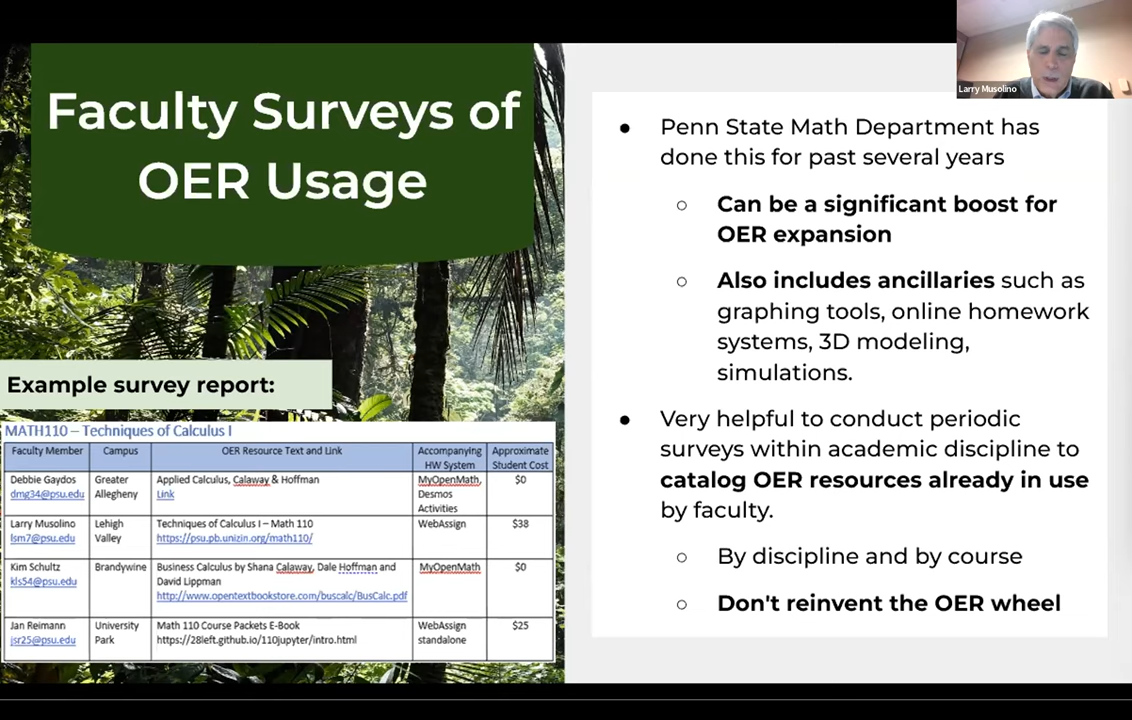 Larry Musolino
Faculty Surveys of
OER Usage
Example survey report:
MATH110 – Techniques of Calculus I
Faculty Member Campus OER Resource Text and Link Accompanying HW System Approximate Student Cost
Debbie Gaydos dmg34@psu.edu Greater Allegheny Applied Calculus, Calaway & Hoffman Link MyOpenMath, Desmos Activities $0
Larry Musolino lsm7@psu.edu Lehigh Valley Techniques of Calculus I – Math 110 https://psu.pb.unizin.org/math110/ WebAssign $38
Kim Schultz kls54@psu.edu Brandywine Business Calculus by Shana Calaway, Dale Hoffman and David Lippman http://www.opentextbookstore.com/buscalc/BusCalc.pdf MyOpenMath $0
Jan Reimann jsr25@psu.edu University Park Math 110 Course Packets E-Book https://28left.github.io/110jupyter/intro.html WebAssign standalone $25
● Penn State Math Department has
done this for past several years
○ Can be a significant boost for
OER expansion
○ Also includes ancillaries such as
graphing tools, online homework
systems, 3D modeling,
simulations.
● Very helpful to conduct periodic
surveys within academic discipline to
catalog OER resources already in use
by faculty.
○ By discipline and by course
○ Don't reinvent the OER wheel